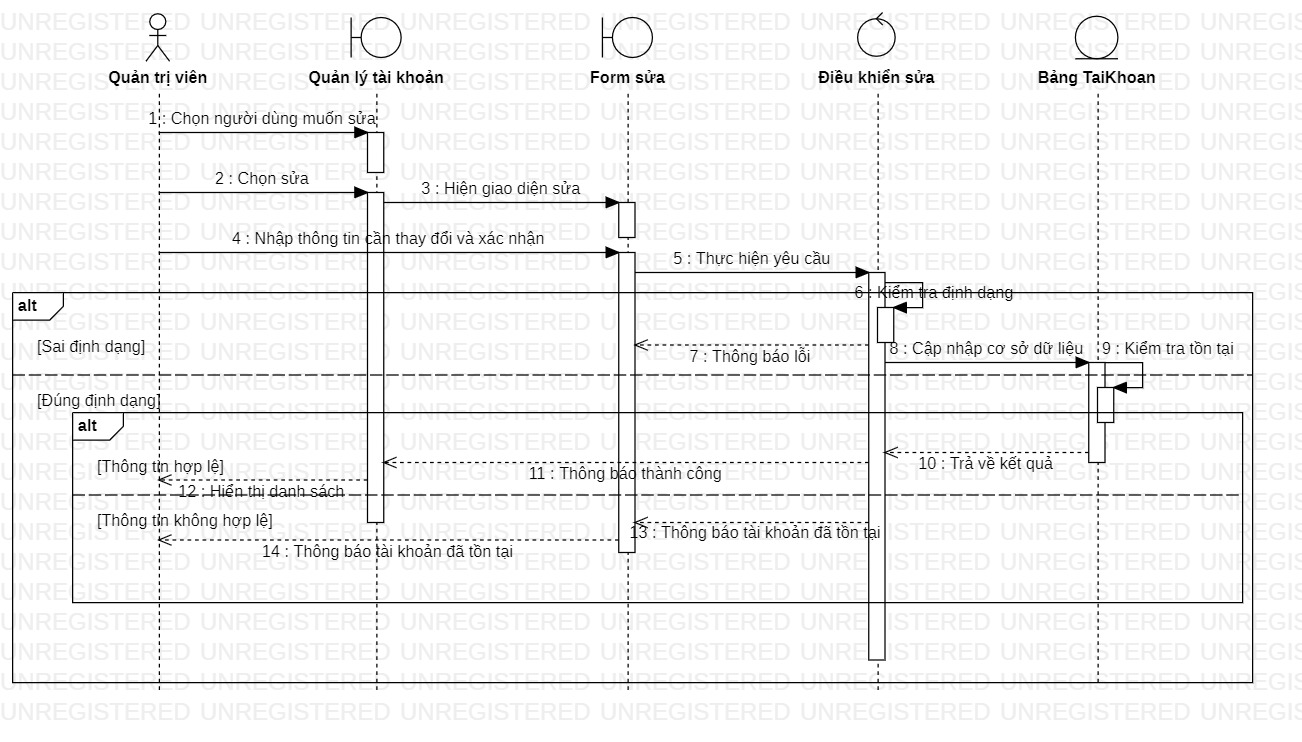 Quản trị viên
Quản lý tài khoản
Form sửa
Điều khiển sửa
Bảng TaiKhoan
1 : Chọn người dùng muốn sửa
2 : Chọn sửa
3 : Hiện giao diện sửa
4 : Nhập thông tin cần thay đổi và xác nhận
5 : Thực hiện yêu cầu
6 : Kiểm tra định dạng
alt
[Sai định dạng]
7 : Thông báo lỗi
8 : Cập nhập cơ sở dữ liệu
9 : Kiểm tra tồn tại
[Đúng định dạng]
alt
[Thông tin hợp lệ]
10 : Trả về kết quả
11 : Thông báo thành công
12 : Hiển thị danh sách
[Thông tin không hợp lệ]
13 : Thông báo tài khoản đã tồn tại
14 : Thông báo tài khoản đã tồn tại
UNREGISTERED